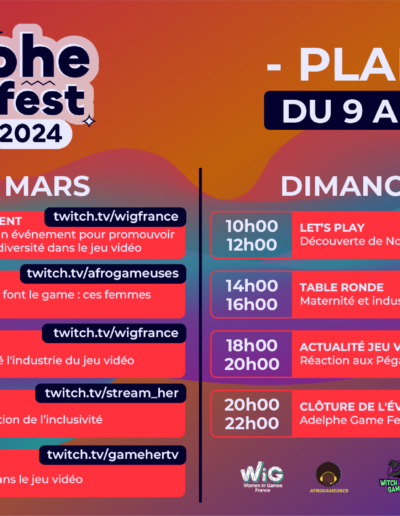 phe
fest
2024
- PLA
DU 9 A
MARS
ENT
twitch.tv/wigfrance
n événement pour promouvoir
diversité dans le jeu vidéo
twitch.tv/afrogameuses
font le game : ces femmes
twitch.tv/wigfrance
é l'industrie du jeu vidéo
twitch.tv/stream_her
tion de l'inclusivité
twitch.tv/gamehertv
ans le jeu vidéo
DIMANC
10h00
12h00
LET'S PLAY
Découverte de No
14h00
16h00
TABLE RONDE
Maternité et indus
18h00
20h00
ACTUALITÉ JEU V
Réaction aux Péga
20h00
22h00
CLÔTURE DE L'ÉV
Adelphe Game Fe
WIG
Women in Games
France
AFROGAMEUSES
WITCH
GAM